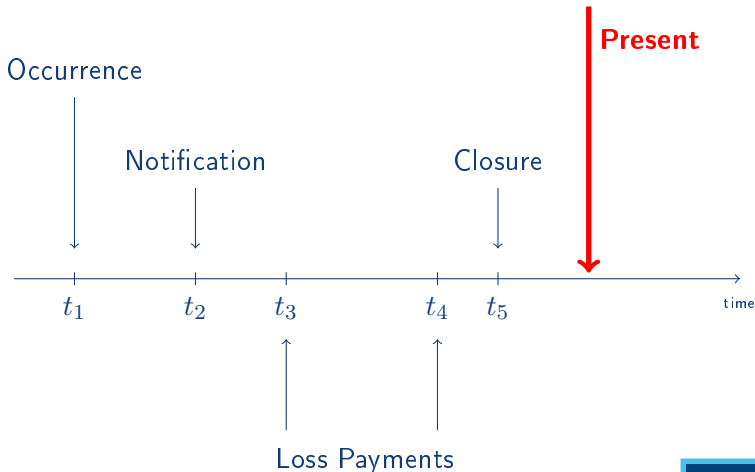 Present
Occurrence
Notification
Closure
t₁
t₂
t₃
t₄
t₅
time
Loss Payments